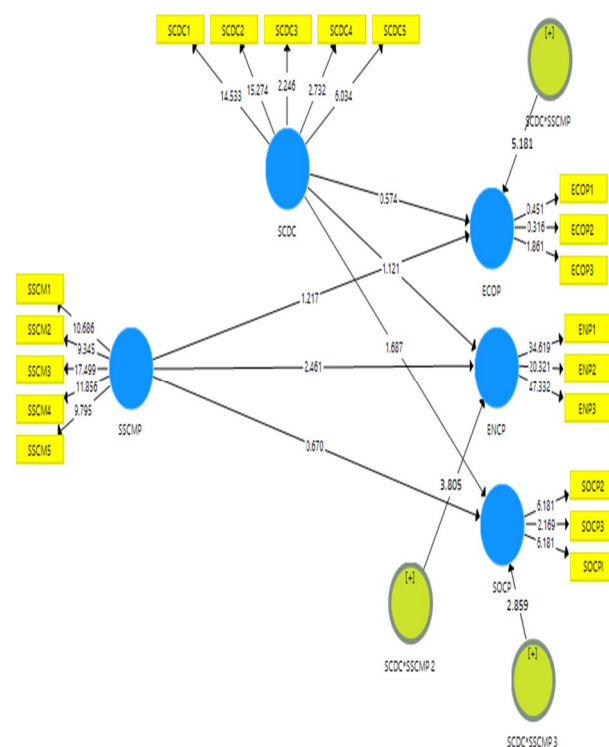 SCDC1
SCDC2
SCDC3
SCDC4
SCDC5
[+]
14.533
15.274
2.246
2.732
6.034
SCDC*SSCMP
5.181
SCDC
0.574
ECOP1
0.451
ECOP2
0.316
ECOP3
1.861
ECOP
1.121
1.217
SSCM1
10.686
SSCM2
9.345
SSCM3
17.499
SSCM4
11.856
SSCM5
9.795
SSCMP
1.687
2.461
ENP1
34.619
ENP2
20.321
ENP3
47.332
ENCP
0.670
3.805
SOCP2
6.181
SOCP3
2.169
SOCPI
6.181
SOCP
[+]
2.859
SCDC*SSCMP 2
[+]
SCDC*SSCMP 3